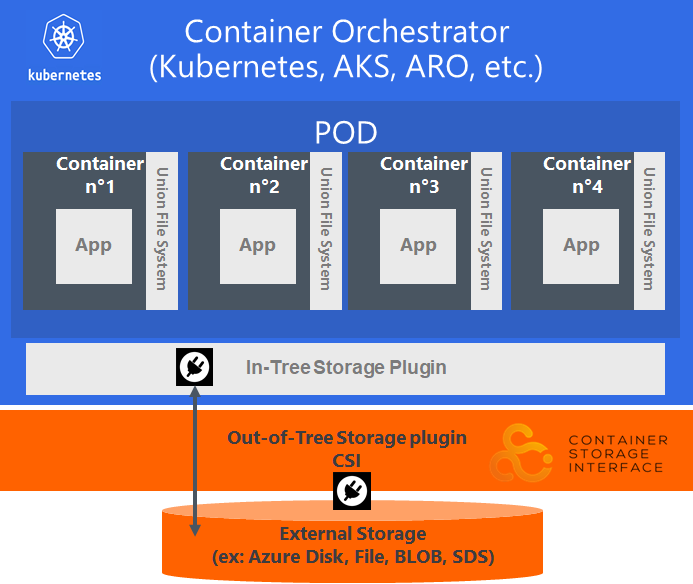 Container Orchestrator
(Kubernetes, AKS, ARO, etc.)
kubernetes
POD
Container
n°1
App
Union File System
Container
n°2
App
Union File System
Container
n°3
App
Union File System
Container
n°4
App
Union File System
In-Tree Storage Plugin
Out-of-Tree Storage plugin
CSI
CONTAINER
STORAGE
INTERFACE
External Storage
(ex: Azure Disk, File, BLOB, SDS)